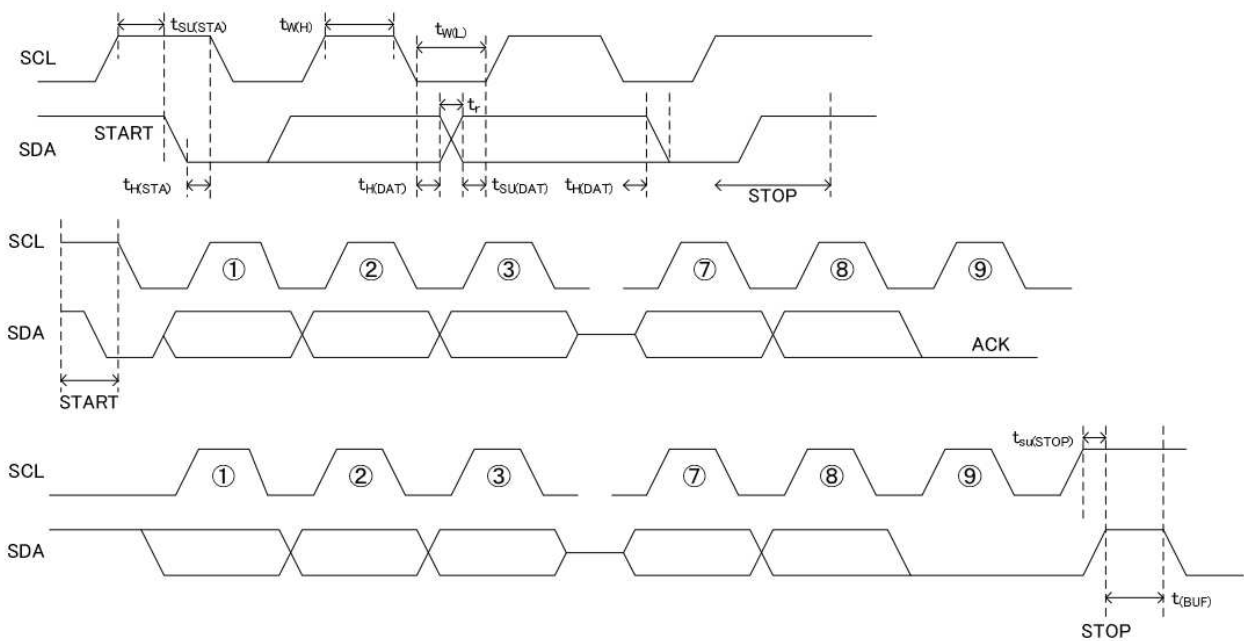 tSU(STA) tW(H) tW(L)
SCL
tr
START
SDA
tH(STA) tH(DAT) tSU(DAT) tH(DAT) STOP
SCL ① ② ③ ⑦ ⑧ ⑨
SDA ACK
START
tsu(STOP)
SCL ① ② ③ ⑦ ⑧ ⑨
SDA
t(BUF)
STOP